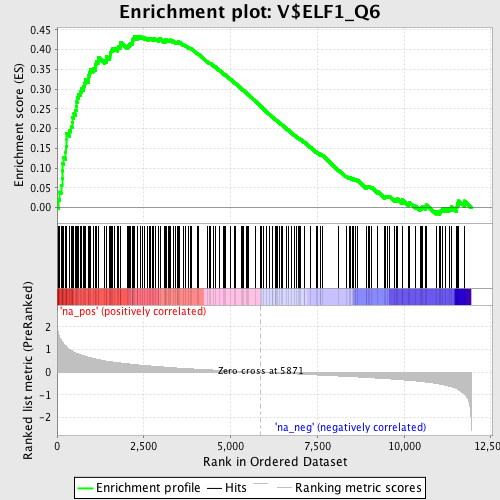 Enrichment plot: V$ELF1_Q6
Enrichment score (ES)
0.45
0.40
0.35
0.30
0.25
0.20
0.15
0.10
0.05
0.00
'na_pos' (positively correlated)
Ranked list metric (PreRanked)
2
1
0
-1
-2
Zero cross at 5871
'na_neg' (negatively correlated)
0
2,500
5,000
7,500
10,000
12,500
Rank in Ordered Dataset
Enrichment profile
Hits
Ranking metric scores